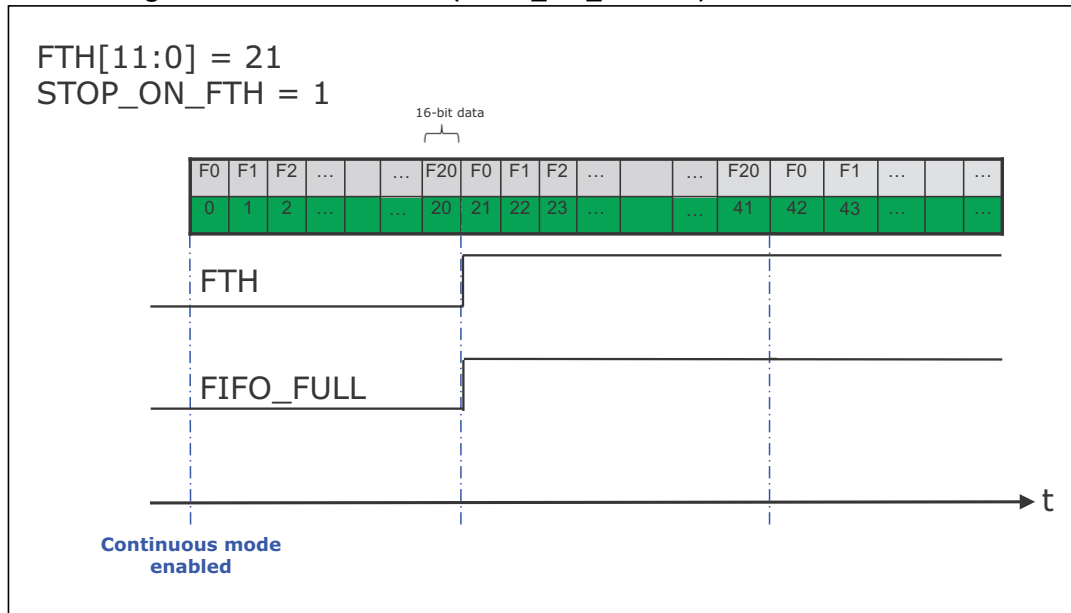 FTH[11:0] = 21
STOP_ON_FTH = 1
16-bit data
F0 F1 F2 ... ... F20 F0 F1 F2 ... ... F20 F0 F1 ... ...
0 1 2 ... ... 20 21 22 23 ... ... 41 42 43 ... ...
FTH
FIFO_FULL
t
Continuous mode
enabled